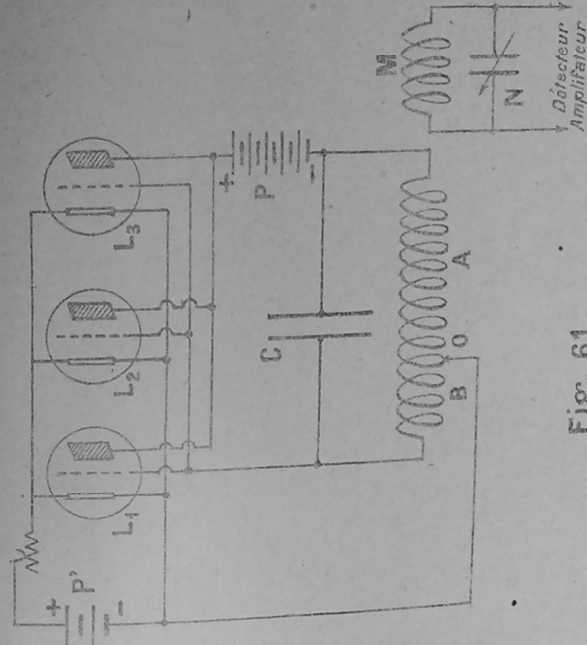 L₁
L₂
L₃
P'
+
-
P
+
-
C
B
O
A
M
N
Détecteur
Amplificateur
Fig. 61